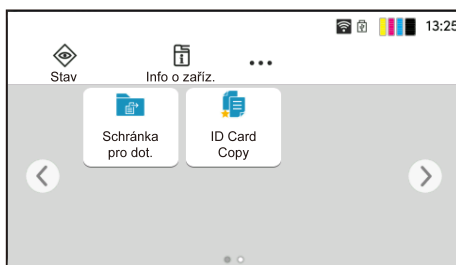 13:25
Stav
Info o zaříz.
Schránka
pro dot.
ID Card
Copy